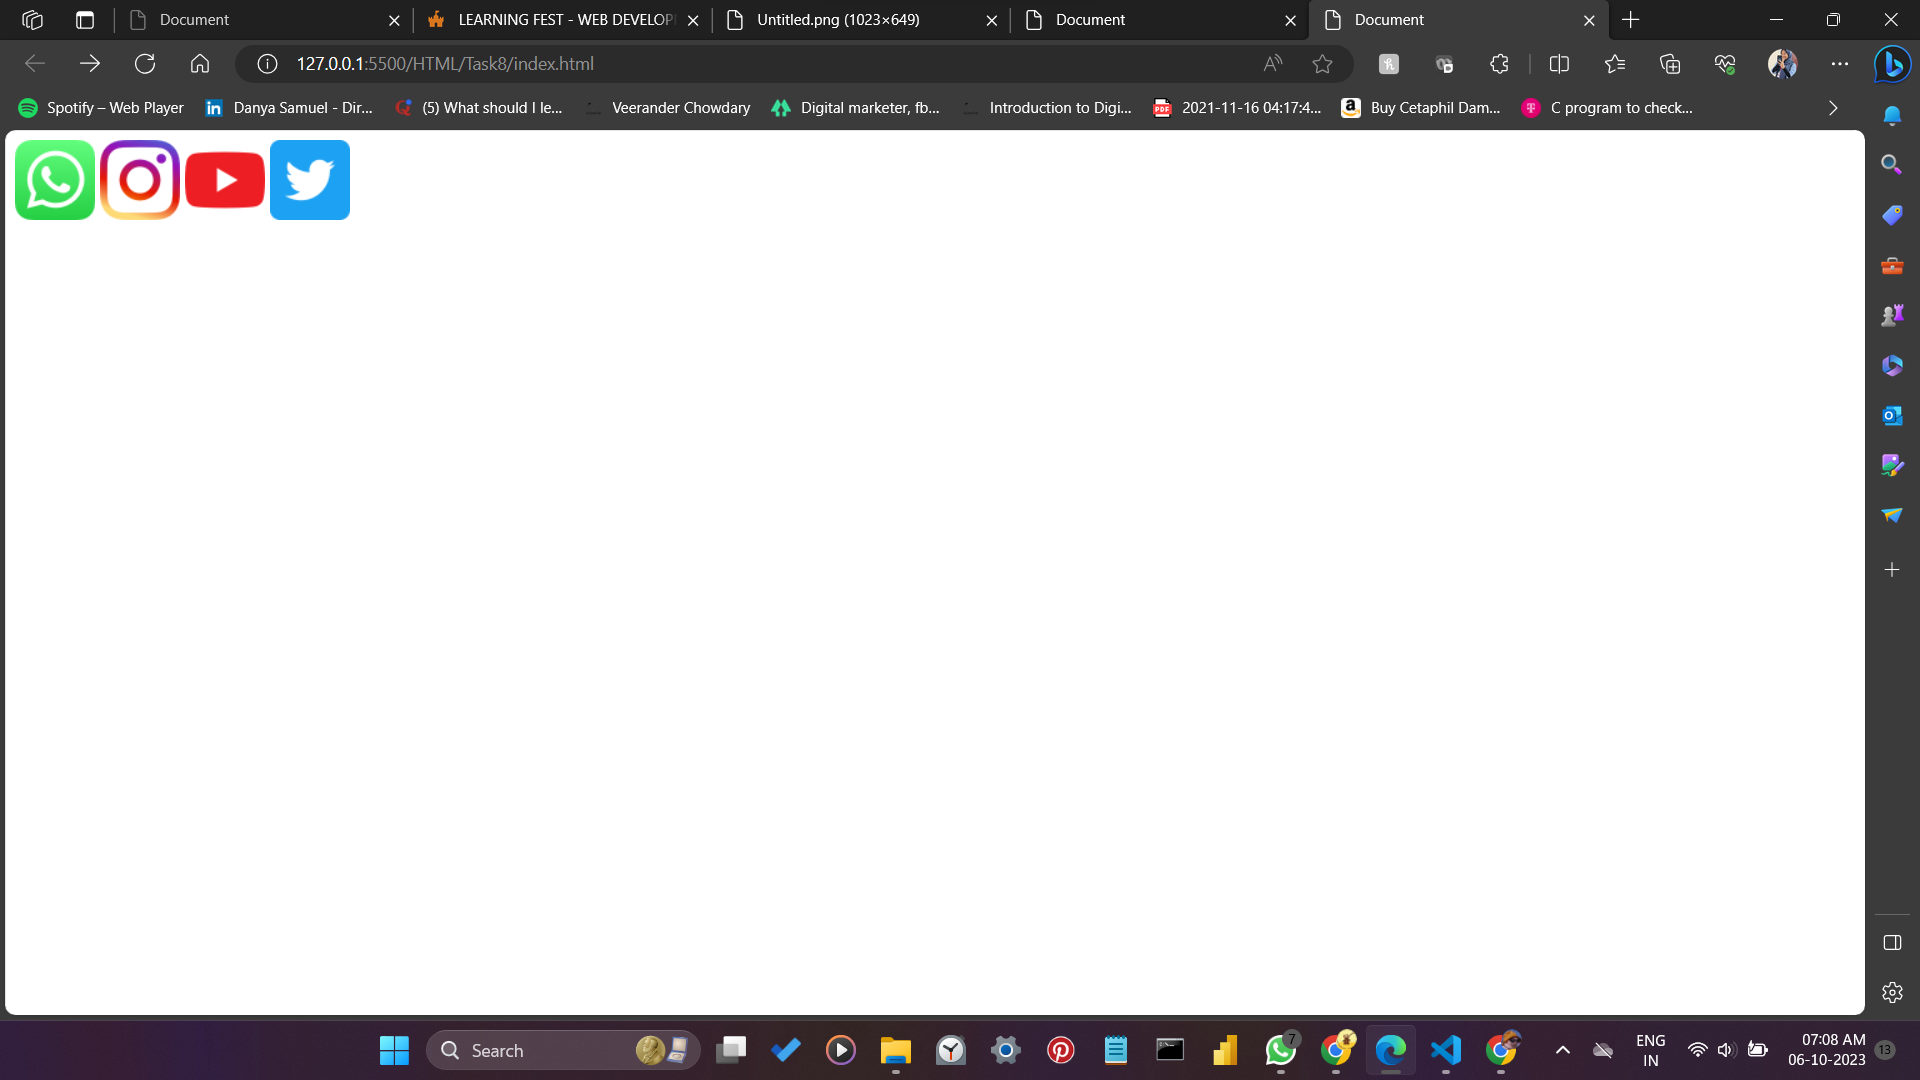 Document
LEARNING FEST - WEB DEVELOP
Untitled.png (1023×649)
Document
Document
127.0.0.1:5500/HTML/Task8/index.html
Spotify – Web Player
Danya Samuel - Dir...
(5) What should I le...
Veerander Chowdary
Digital marketer, fb...
Introduction to Digi...
PDF
2021-11-16 04:17:4...
Buy Cetaphil Dam...
C program to check...
Search
7
ENG
IN
07:08 AM
06-10-2023
13